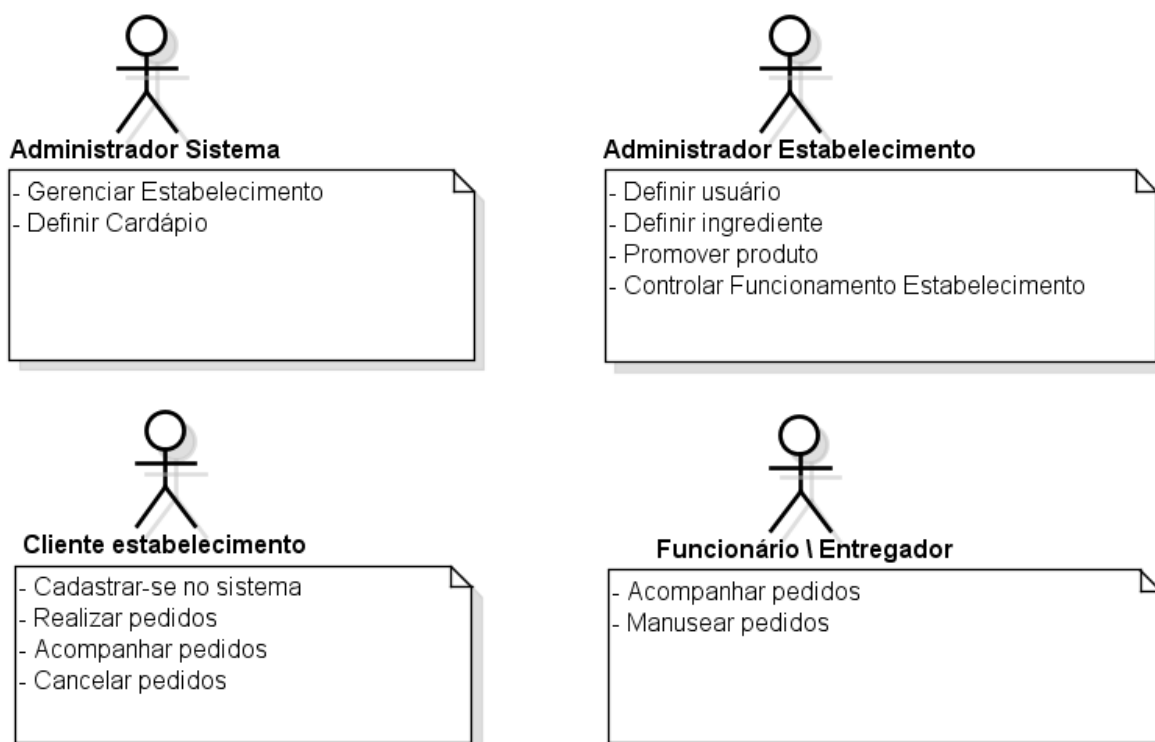 Administrador Sistema
- Gerenciar Estabelecimento
- Definir Cardápio
Administrador Estabelecimento
- Definir usuário
- Definir ingrediente
- Promover produto
- Controlar Funcionamento Estabelecimento
Cliente estabelecimento
- Cadastrar-se no sistema
- Realizar pedidos
- Acompanhar pedidos
- Cancelar pedidos
Funcionário \ Entregador
- Acompanhar pedidos
- Manusear pedidos